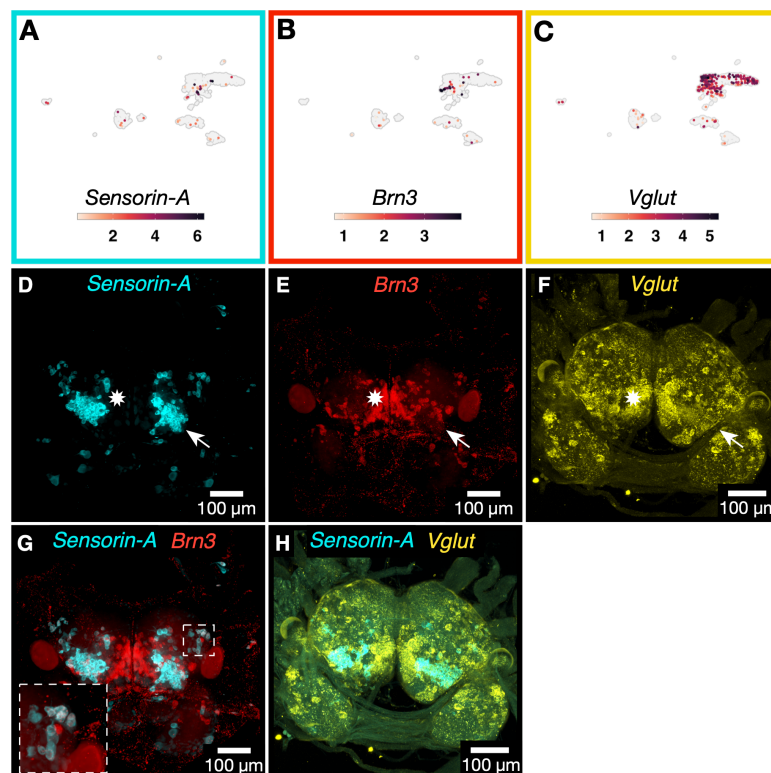 A
Sensorin-A
2 4 6
B
Brn3
1 2 3
C
Vglut
1 2 3 4 5
D Sensorin-A
100 µm
E Brn3
100 µm
F Vglut
100 µm
G Sensorin-A Brn3
100 µm
H Sensorin-A Vglut
100 µm